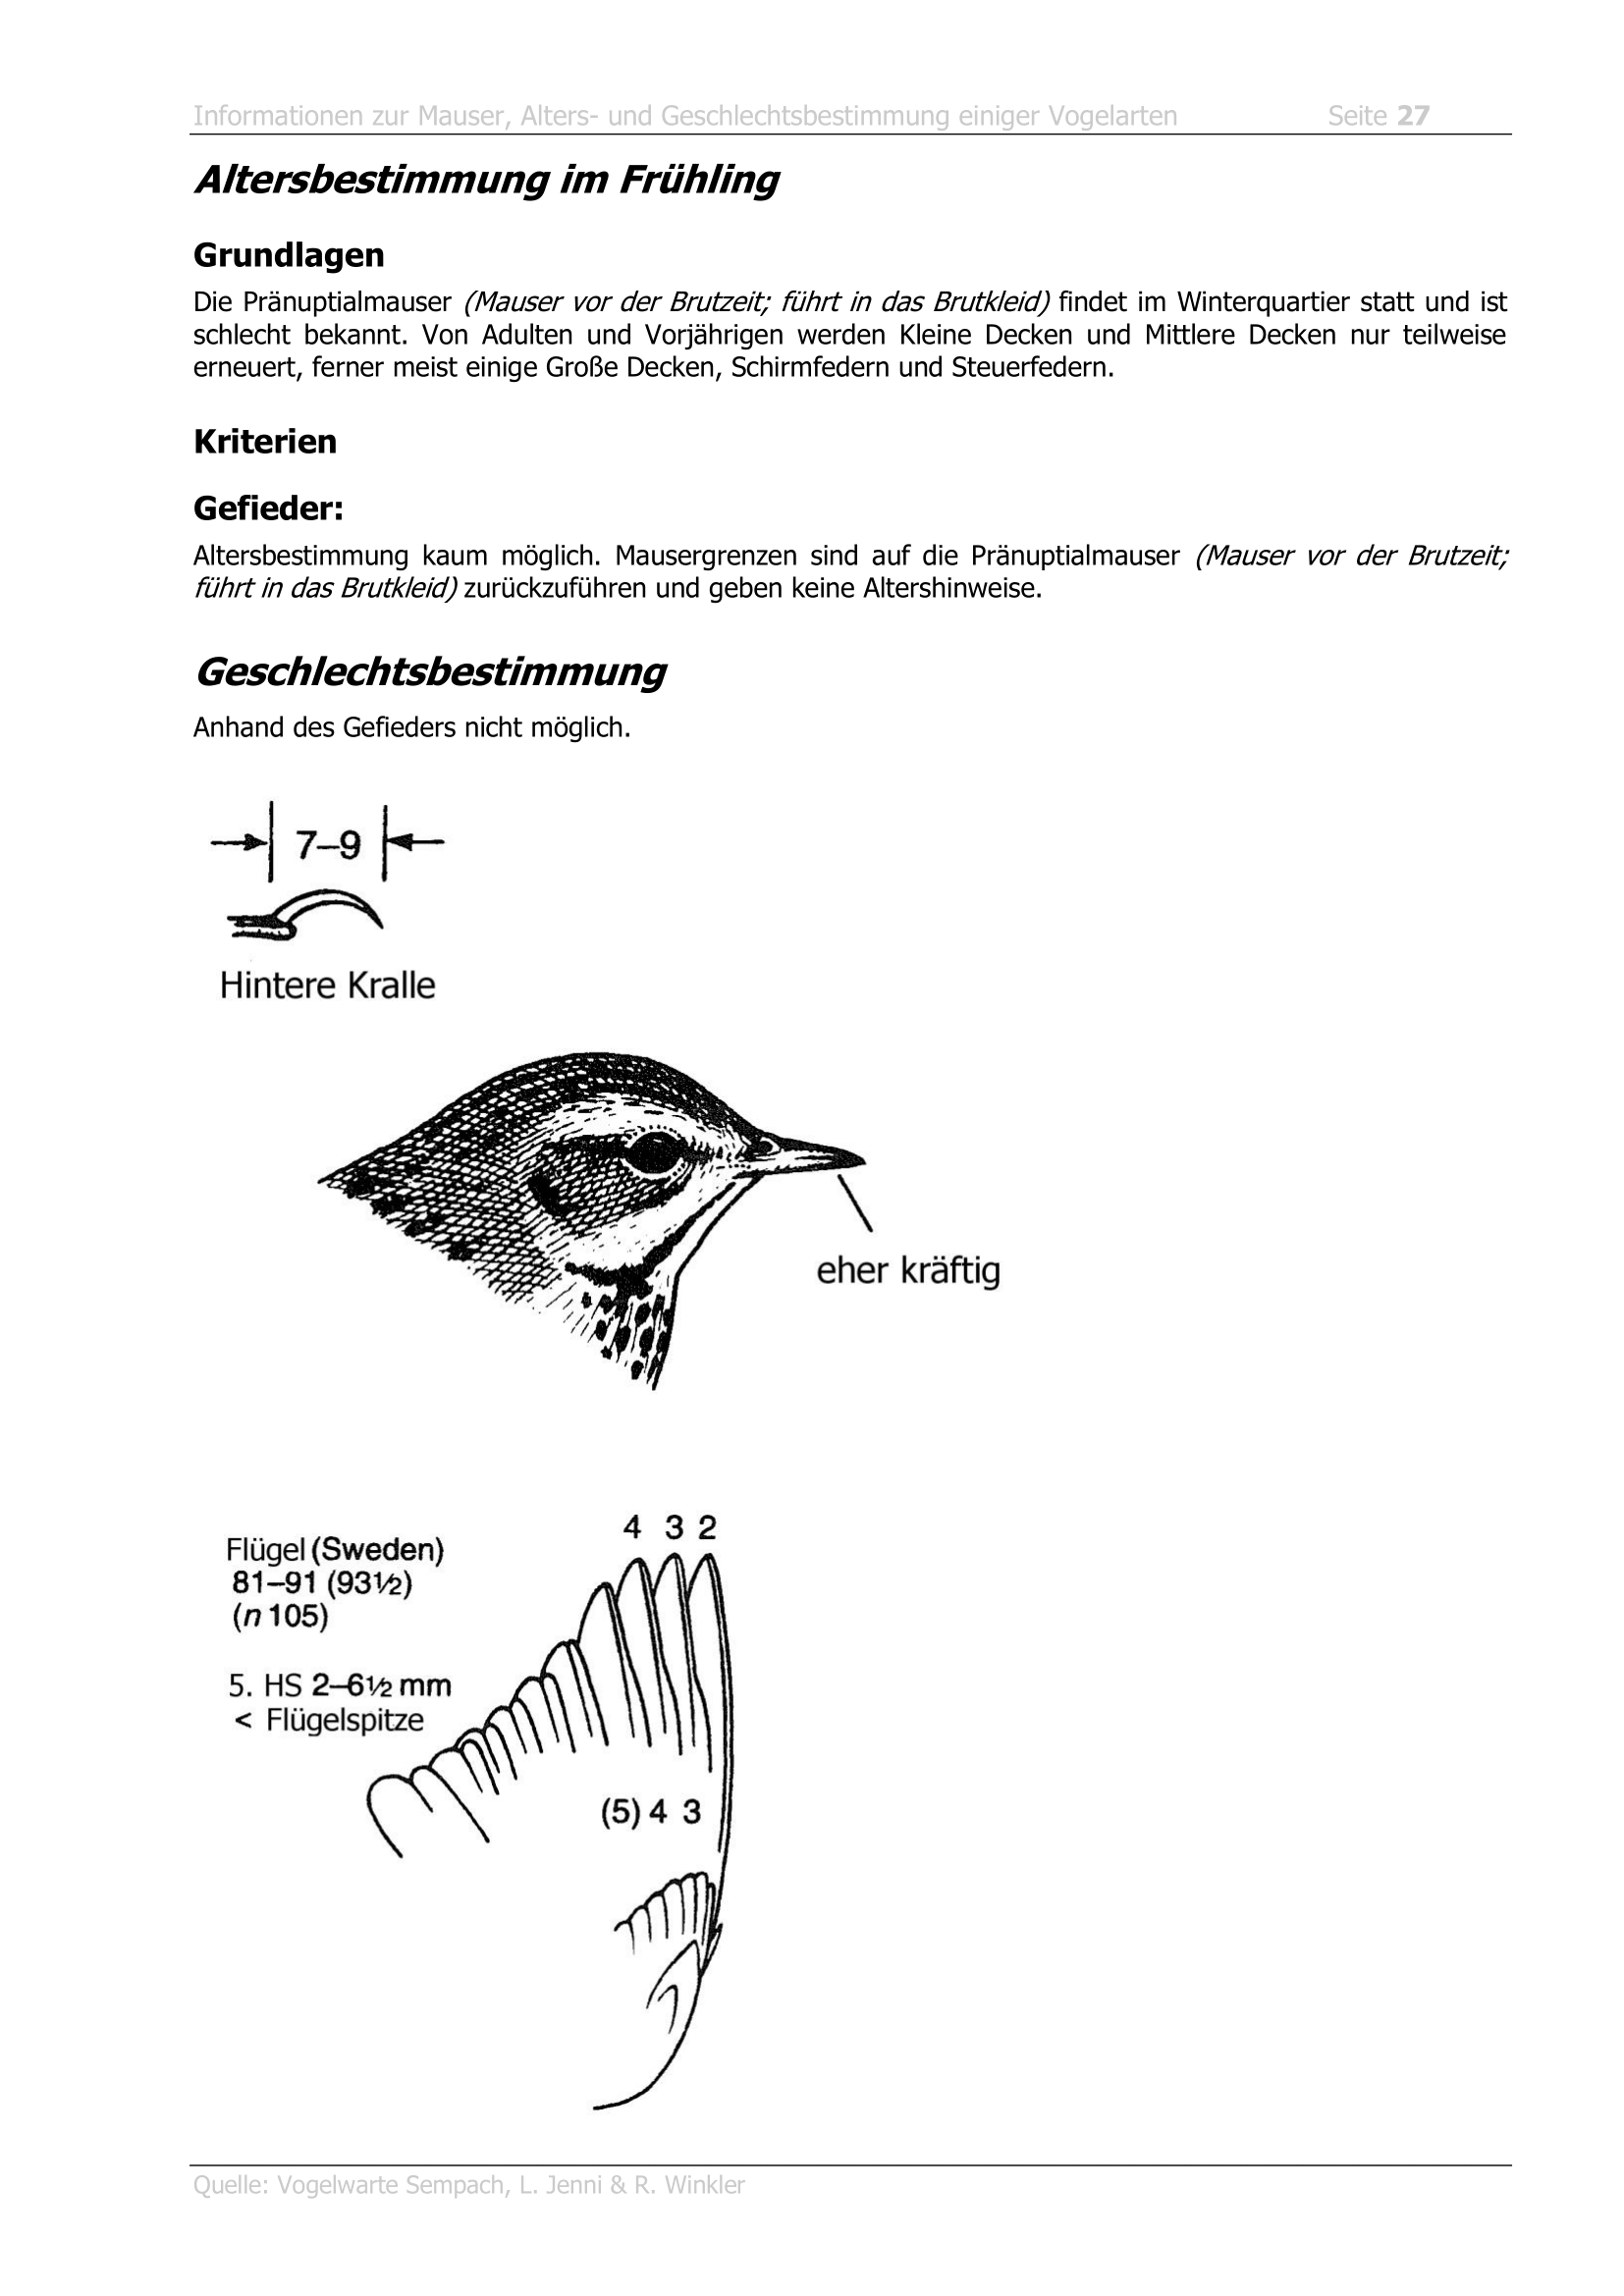 Informationen zur Mauser, Alters- und Geschlechtsbestimmung einiger Vogelarten Seite 27
Altersbestimmung im Frühling
Grundlagen
Die Pränuptialmauser (Mauser vor der Brutzeit; führt in das Brutkleid) findet im Winterquartier statt und ist
schlecht bekannt. Von Adulten und Vorjährigen werden Kleine Decken und Mittlere Decken nur teilweise
erneuert, ferner meist einige Große Decken, Schirmfedern und Steuerfedern.
Kriterien
Gefieder:
Altersbestimmung kaum möglich. Mausergrenzen sind auf die Pränuptialmauser (Mauser vor der Brutzeit;
führt in das Brutkleid) zurückzuführen und geben keine Altershinweise.
Geschlechtsbestimmung
Anhand des Gefieders nicht möglich.
7–9
Hintere Kralle
eher kräftig
4 3 2
Flügel (Sweden)
81–91 (93½)
(n 105)
5. HS 2–6½ mm
< Flügelspitze
(5) 4 3
Quelle: Vogelwarte Sempach, L. Jenni & R. Winkler